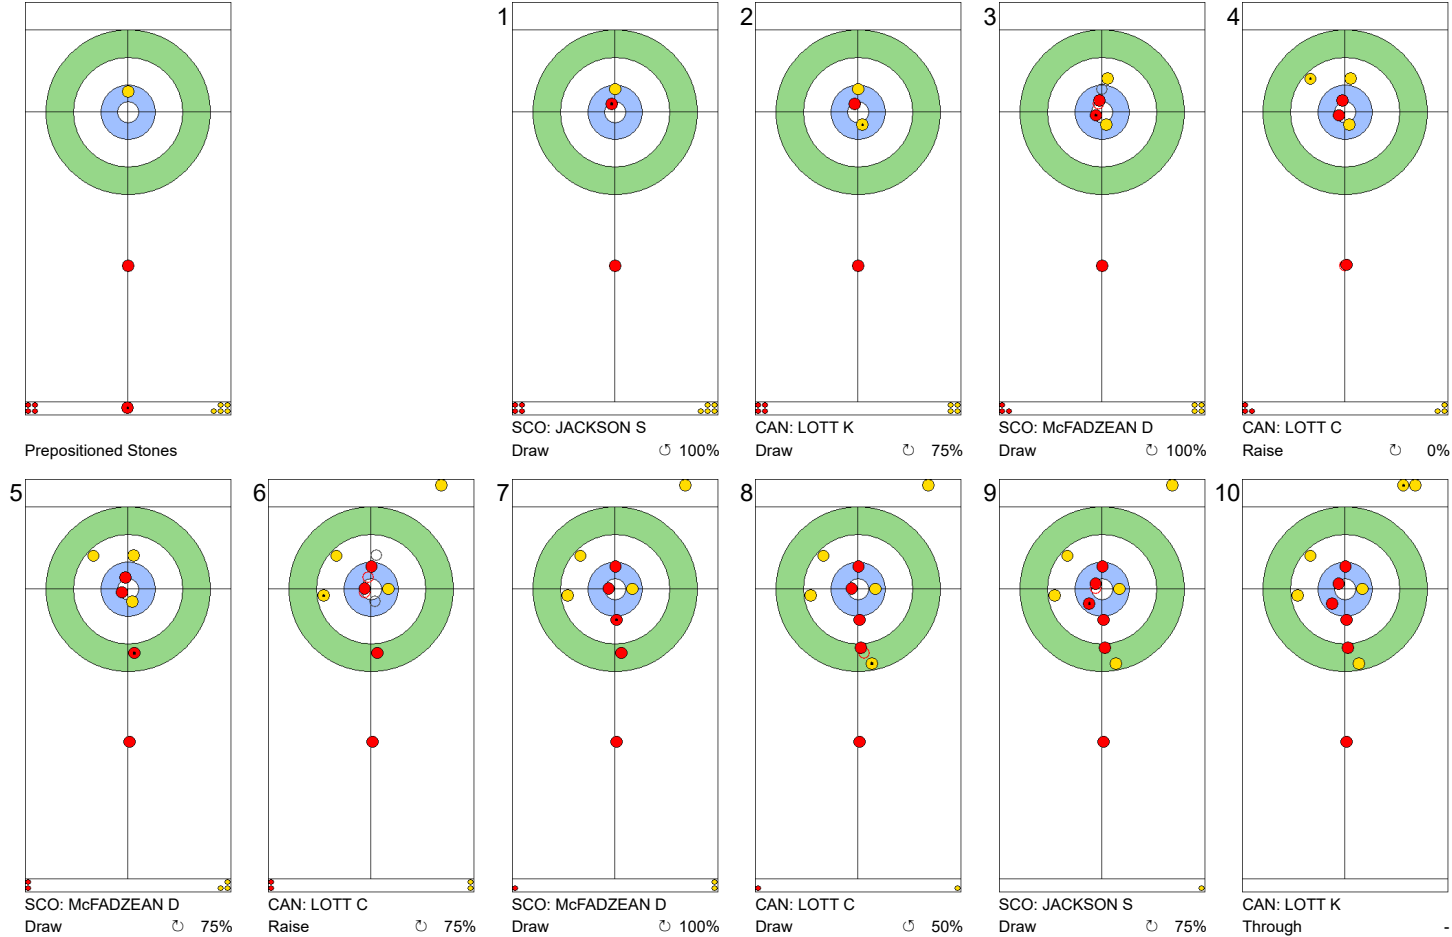 1
2
3
4
Prepositioned Stones
SCO: JACKSON S
Draw ↺ 100%
CAN: LOTT K
Draw ↻ 75%
SCO: McFADZEAN D
Draw ↻ 100%
CAN: LOTT C
Raise ↻ 0%
5
6
7
8
9
10
SCO: McFADZEAN D
Draw ↻ 75%
CAN: LOTT C
Raise ↻ 75%
SCO: McFADZEAN D
Draw ↻ 100%
CAN: LOTT C
Draw ↺ 50%
SCO: JACKSON S
Draw ↻ 75%
CAN: LOTT K
Through -